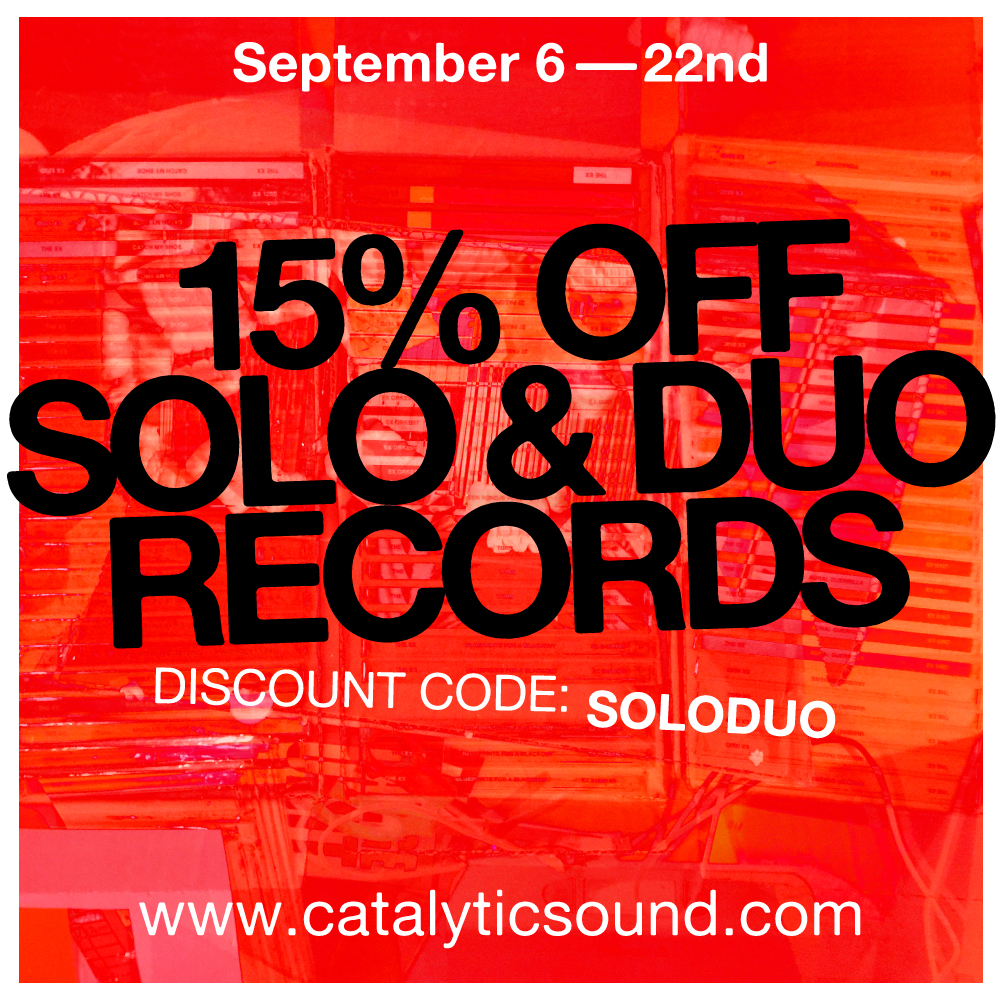 September 6 — 22nd
15% OFF
SOLO & DUO
RECORDS
DISCOUNT CODE: SOLODUO
www.catalyticsound.com